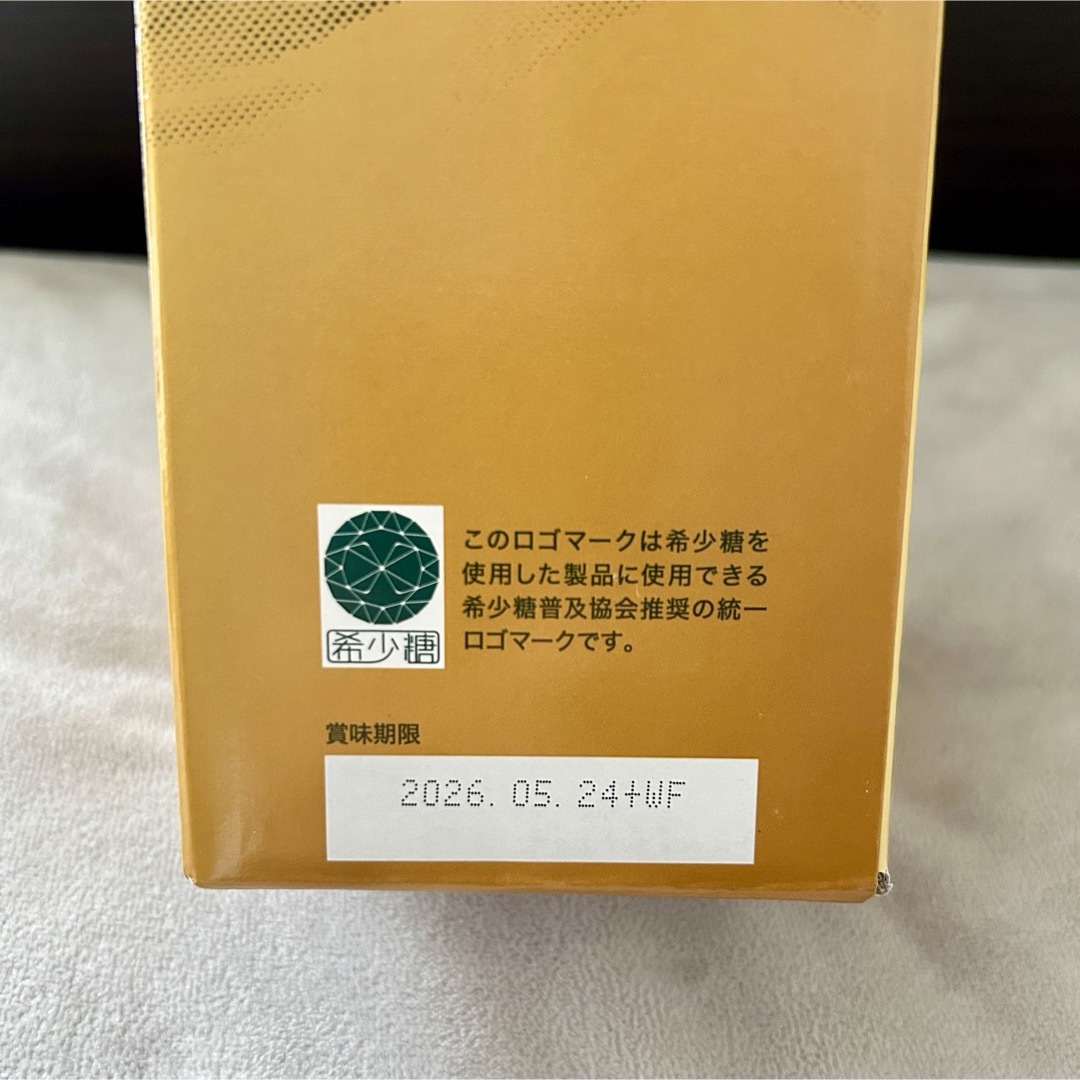 このロゴマークは希少糖を
使用した製品に使用できる
希少糖普及協会推奨の統一
ロゴマークです。
希少糖
賞味期限
2026.05.24+WF